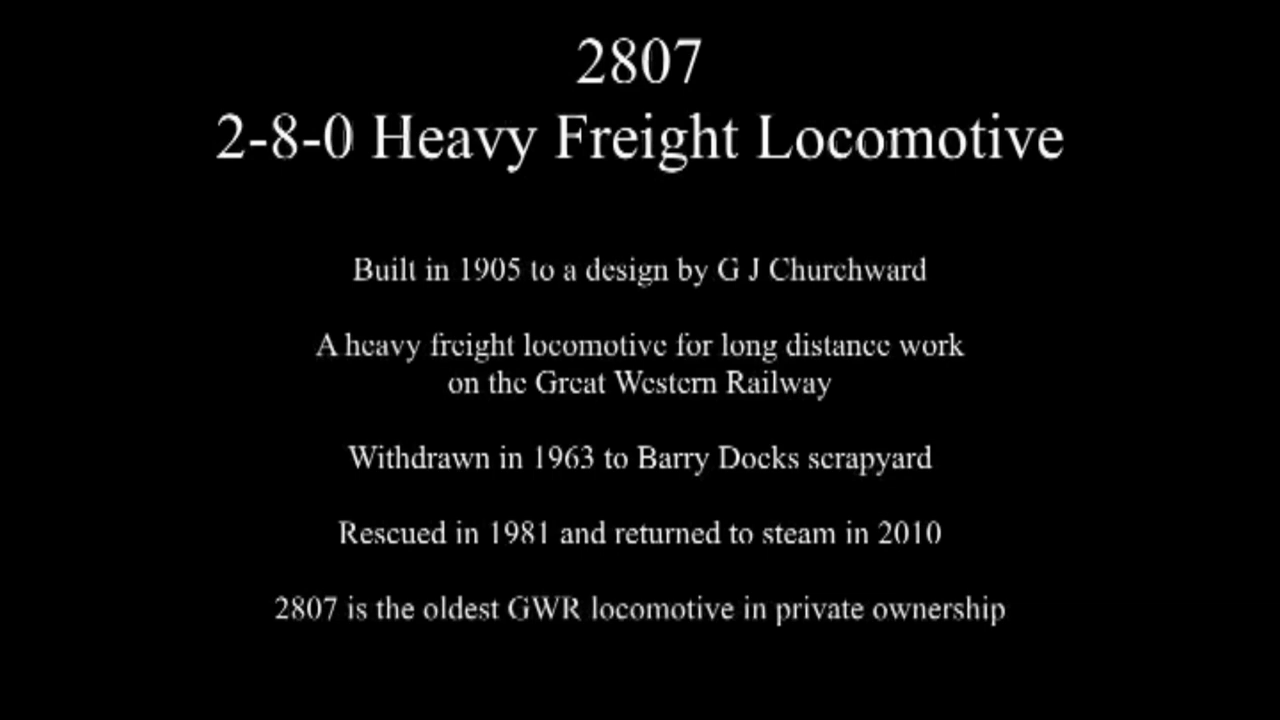 2807
2-8-0 Heavy Freight Locomotive
Built in 1905 to a design by G J Churchward
A heavy freight locomotive for long distance work
on the Great Western Railway
Withdrawn in 1963 to Barry Docks scrapyard
Rescued in 1981 and returned to steam in 2010
2807 is the oldest GWR locomotive in private ownership